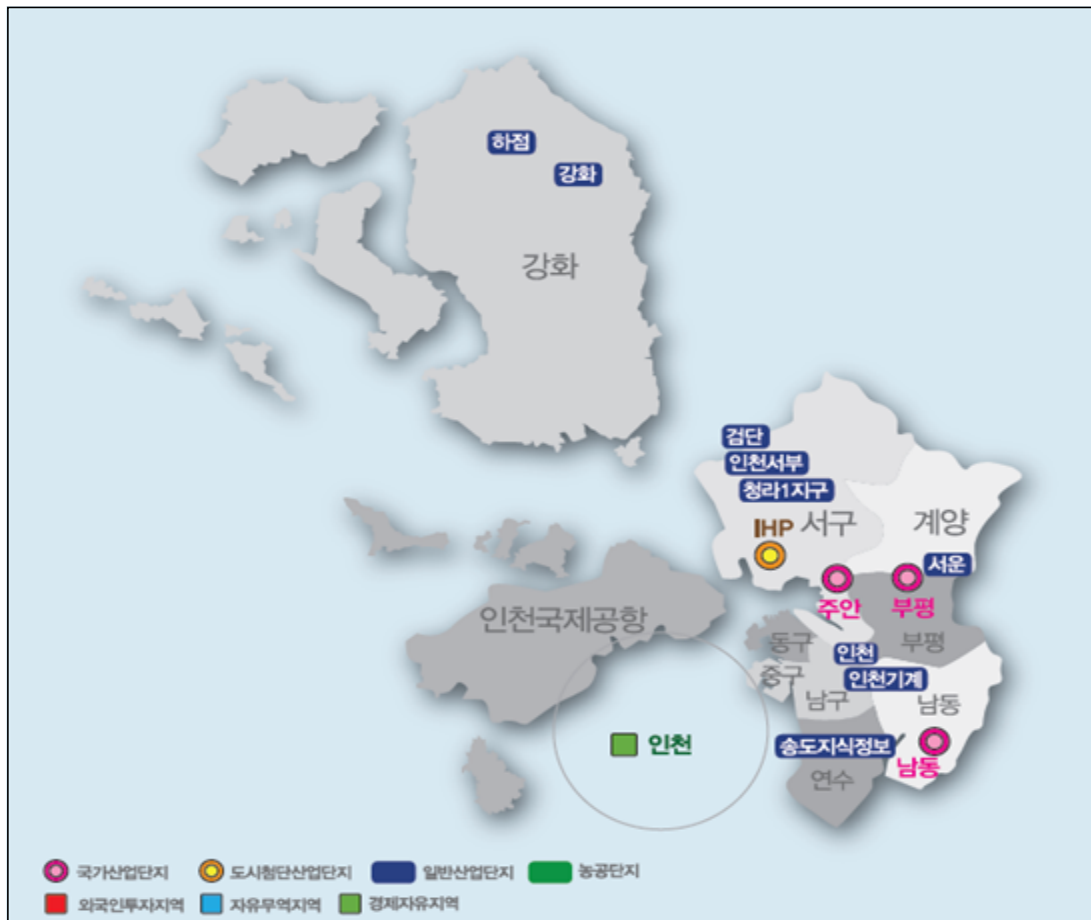 하점
강화
강화
검단
인천서부
청라1지구
IHP
서구
계양
서운
주안
부평
인천국제공항
동구
인천
부평
중구
인천기계
남구
남동
인천
송도지식정보
남동
연수
국가산업단지 도시첨단산업단지 일반산업단지 농공단지
외국인투자지역 자유무역지역 경제자유지역